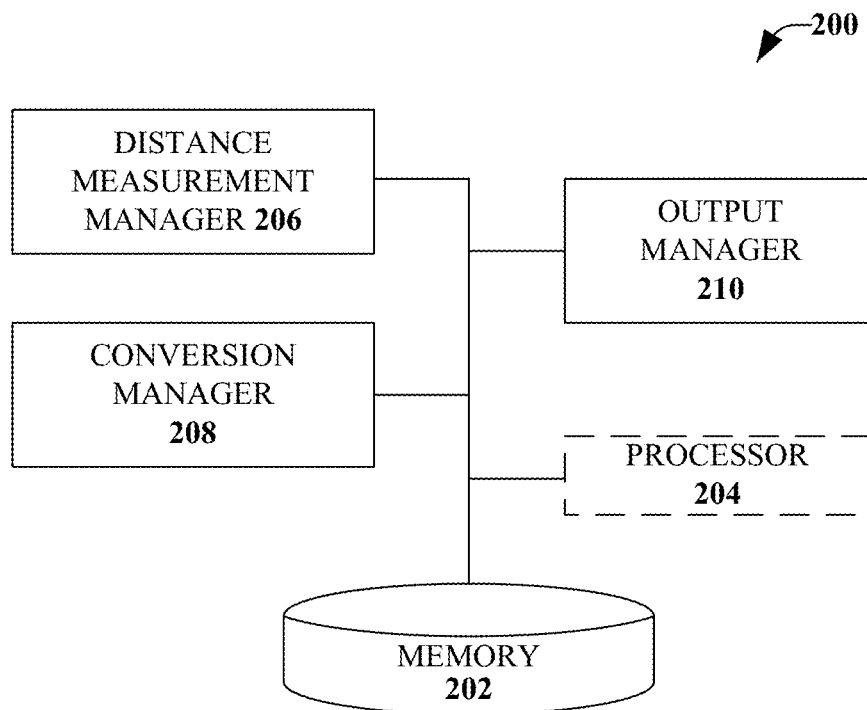 200
DISTANCE
MEASUREMENT
MANAGER 206
OUTPUT
MANAGER
210
CONVERSION
MANAGER
208
PROCESSOR
204
MEMORY
202